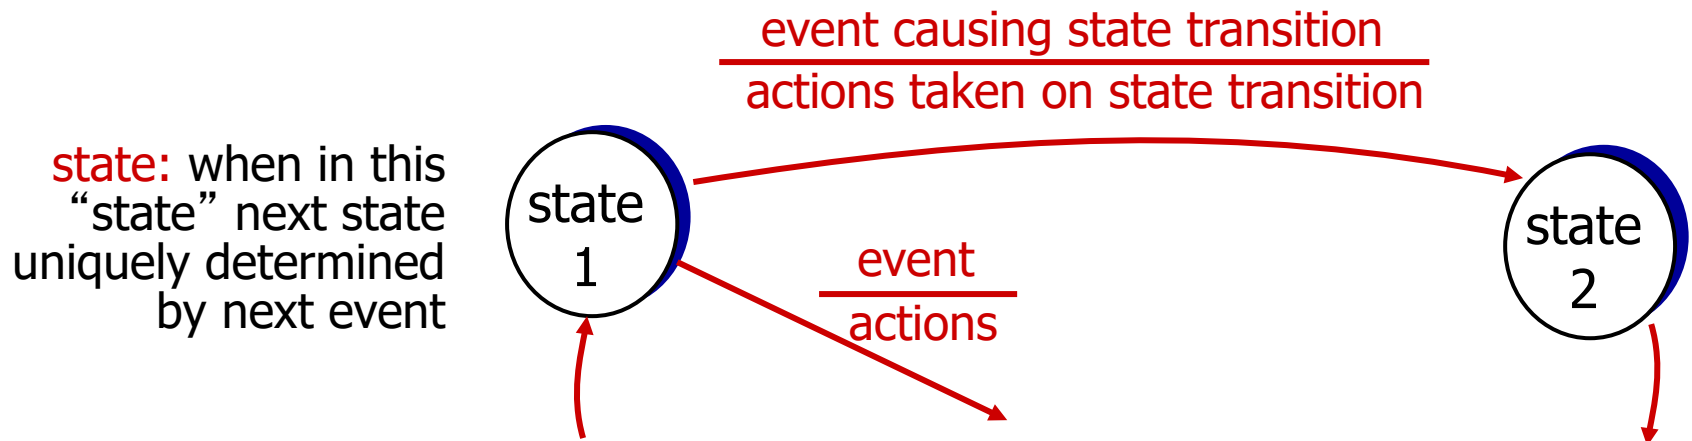 event causing state transition
actions taken on state transition
state: when in this
“state” next state
uniquely determined
by next event
state
1
event
actions
state
2